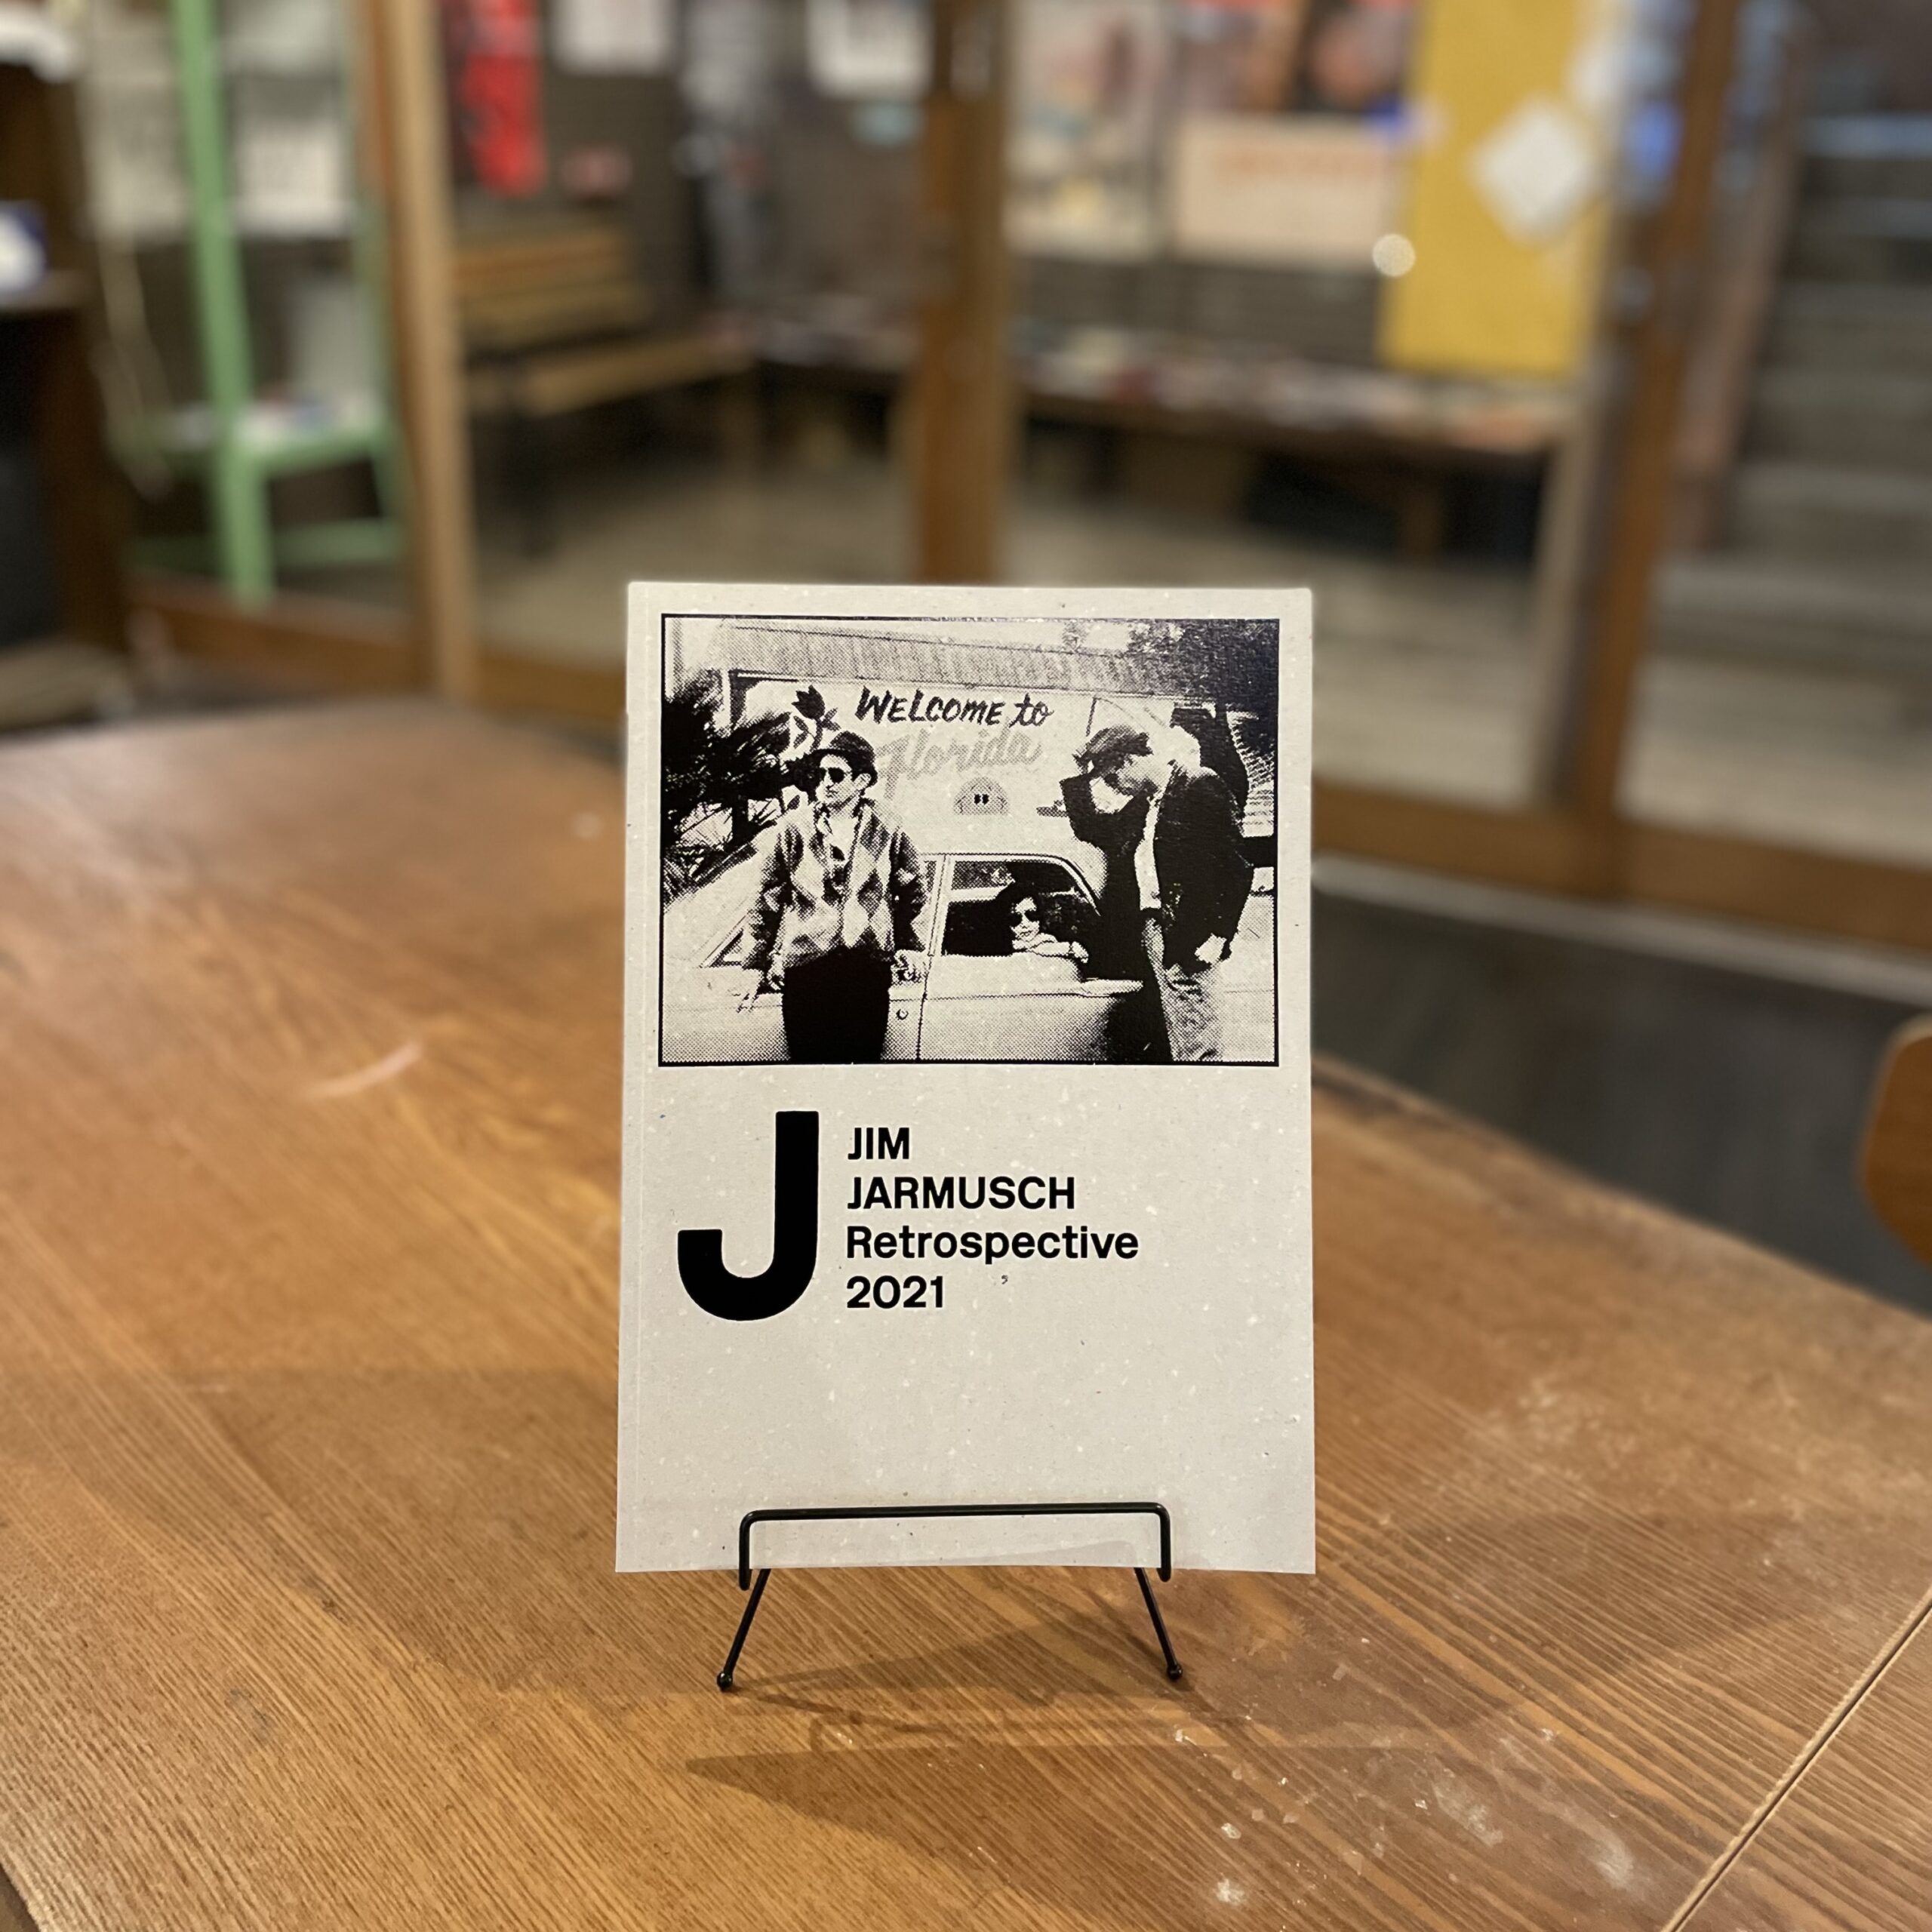 WELCOME to
Florida
J
JIM
JARMUSCH
Retrospective
2021